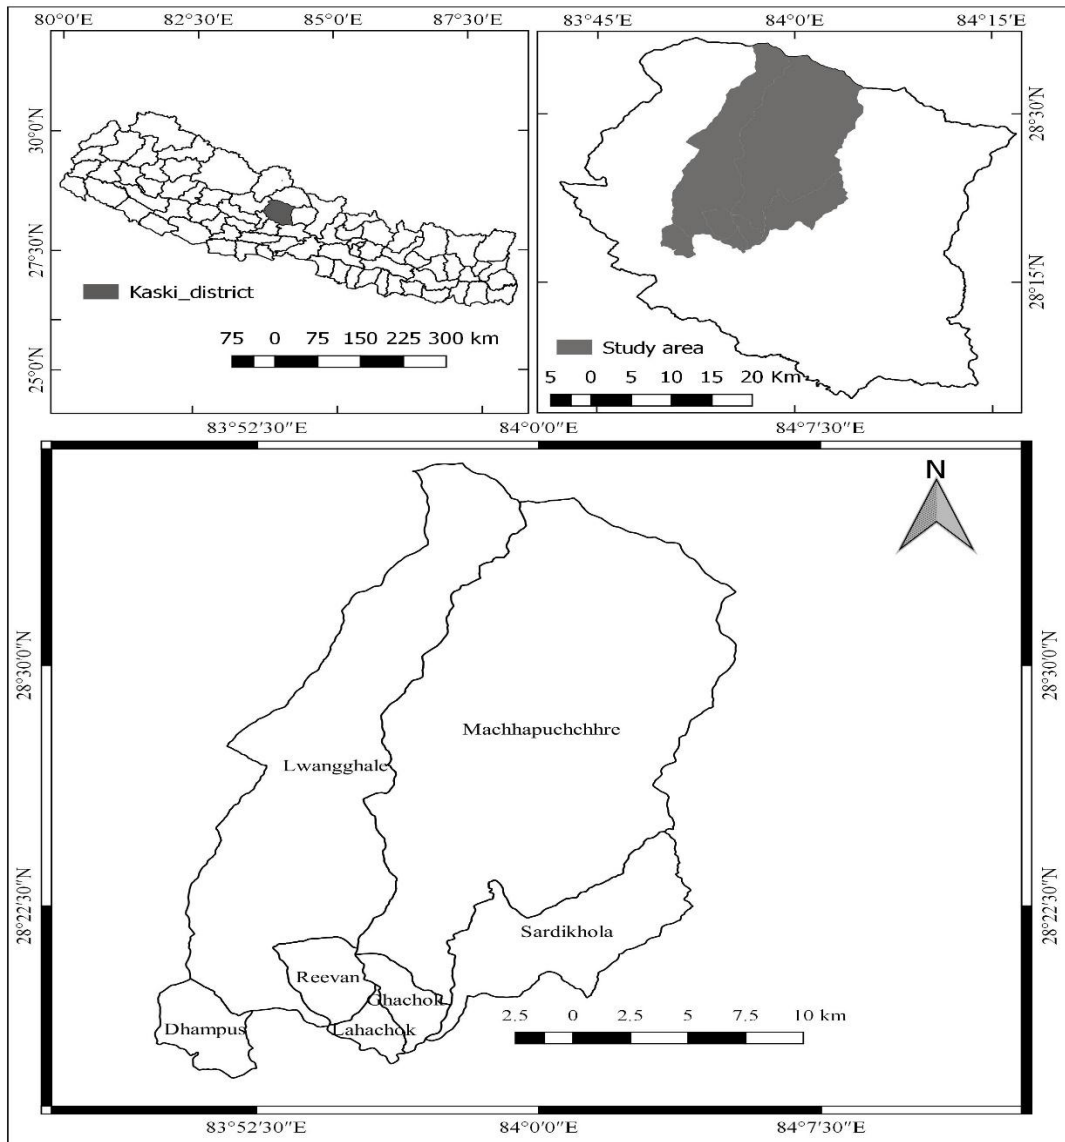 80°0'0"E 82°30'0"E 85°0'0"E 87°30'0"E
30°0'N
27°30'N
25°0'N
Kaski_district
75 0 75 150 225 300 km
83°45'E 84°0'E 84°15'E
28°30'N
28°15'N
Study area
5 0 5 10 15 20 Km
83°52'30"E 84°0'0"E 84°7'30"E
N
28°30'0"N 28°30'0"N
Machhapuchchhre
Lwangghale
28°22'30"N 28°22'30"N
Sardikhola
Reevan
Ghachok
Dhampus
Lahachok
2.5 0 2.5 5 7.5 10 km
83°52'30"E 84°0'0"E 84°7'30"E